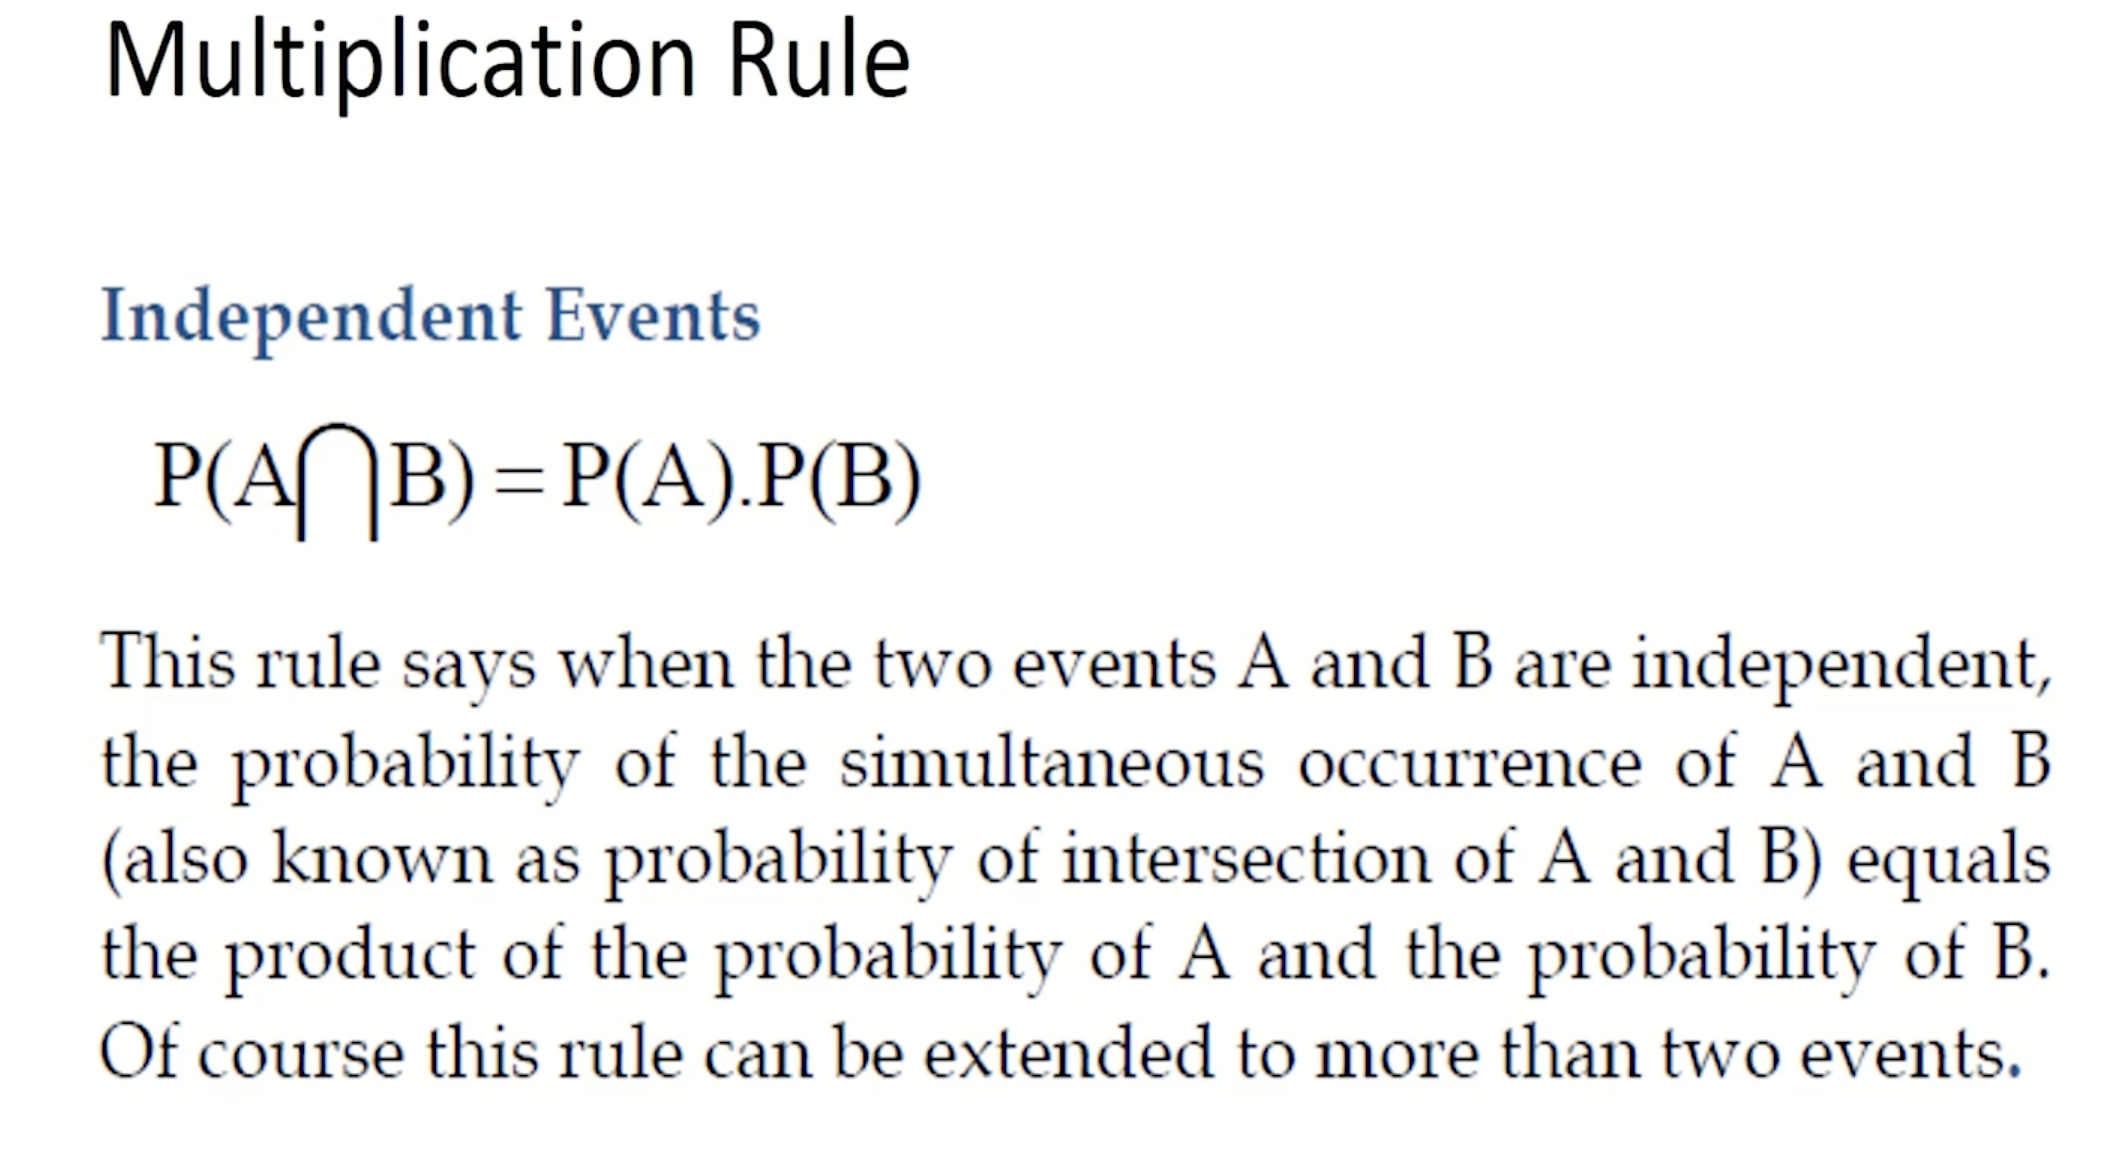 Multiplication Rule
Independent Events
P(A⋂B) = P(A).P(B)
This rule says when the two events A and B are independent,
the probability of the simultaneous occurrence of A and B
(also known as probability of intersection of A and B) equals
the product of the probability of A and the probability of B.
Of course this rule can be extended to more than two events.